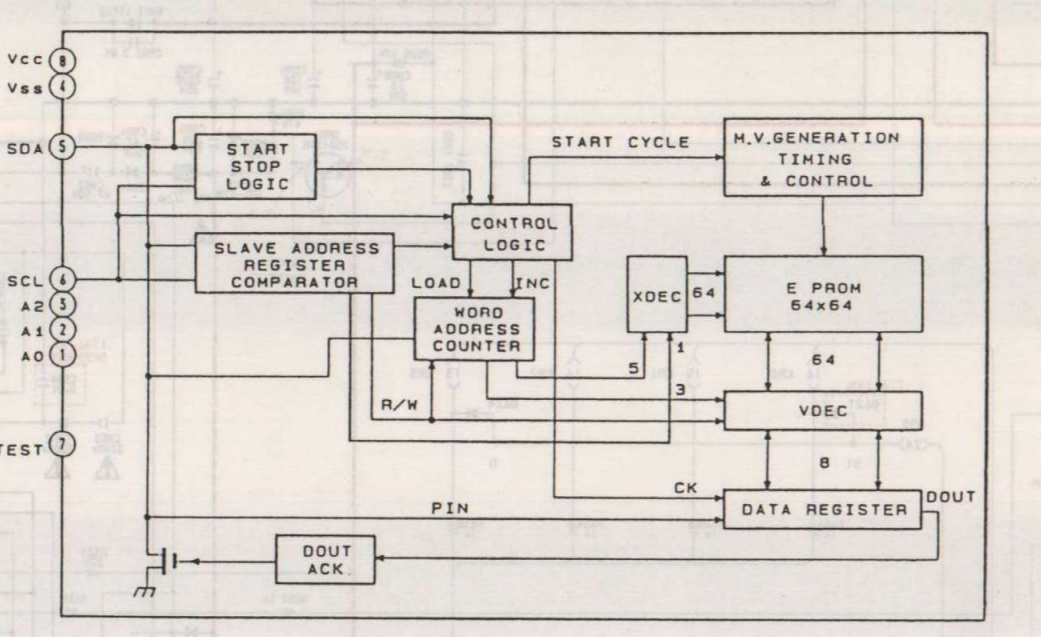 Vcc 8
Vss 4
SDA 5
START
STOP
LOGIC
START CYCLE
M.V.GENERATION
TIMING
& CONTROL
CONTROL
LOGIC
SLAVE ADDRESS
REGISTER
COMPARATOR
SCL 6
A2 3
A1 2
A0 1
LOAD
INC
WORD
ADDRESS
COUNTER
XDEC
64
E PROM
64x64
1
5
64
3
R/W
VDEC
TEST 7
8
CK
PIN
DATA REGISTER
DOUT
DOUT
ACK.